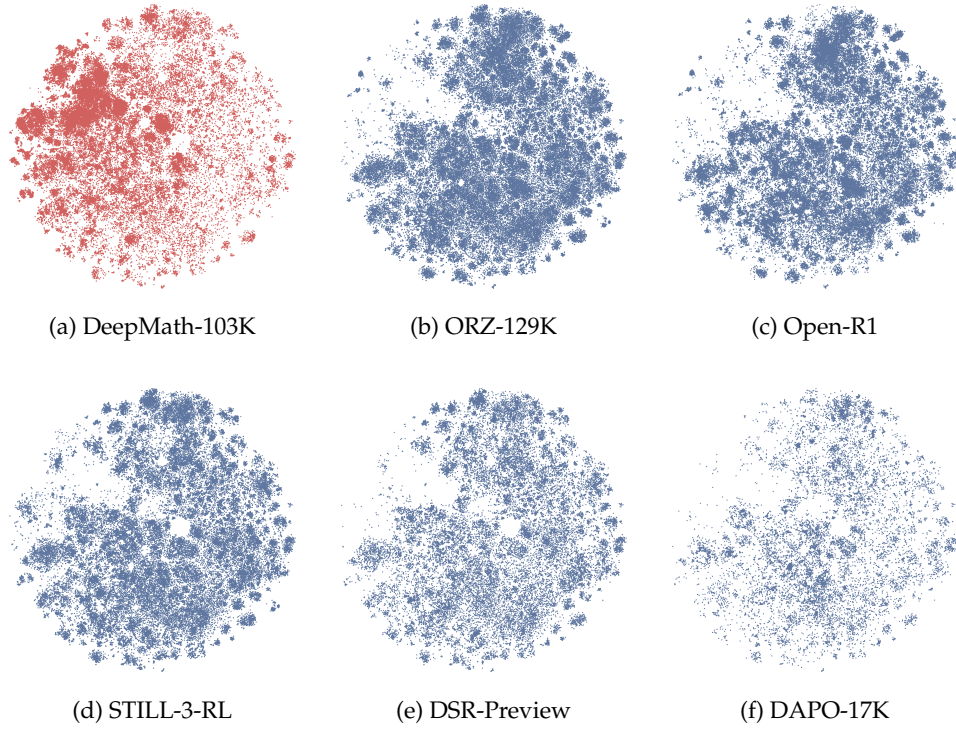 (a) DeepMath-103K
(b) ORZ-129K
(c) Open-R1
(d) STILL-3-RL
(e) DSR-Preview
(f) DAPO-17K